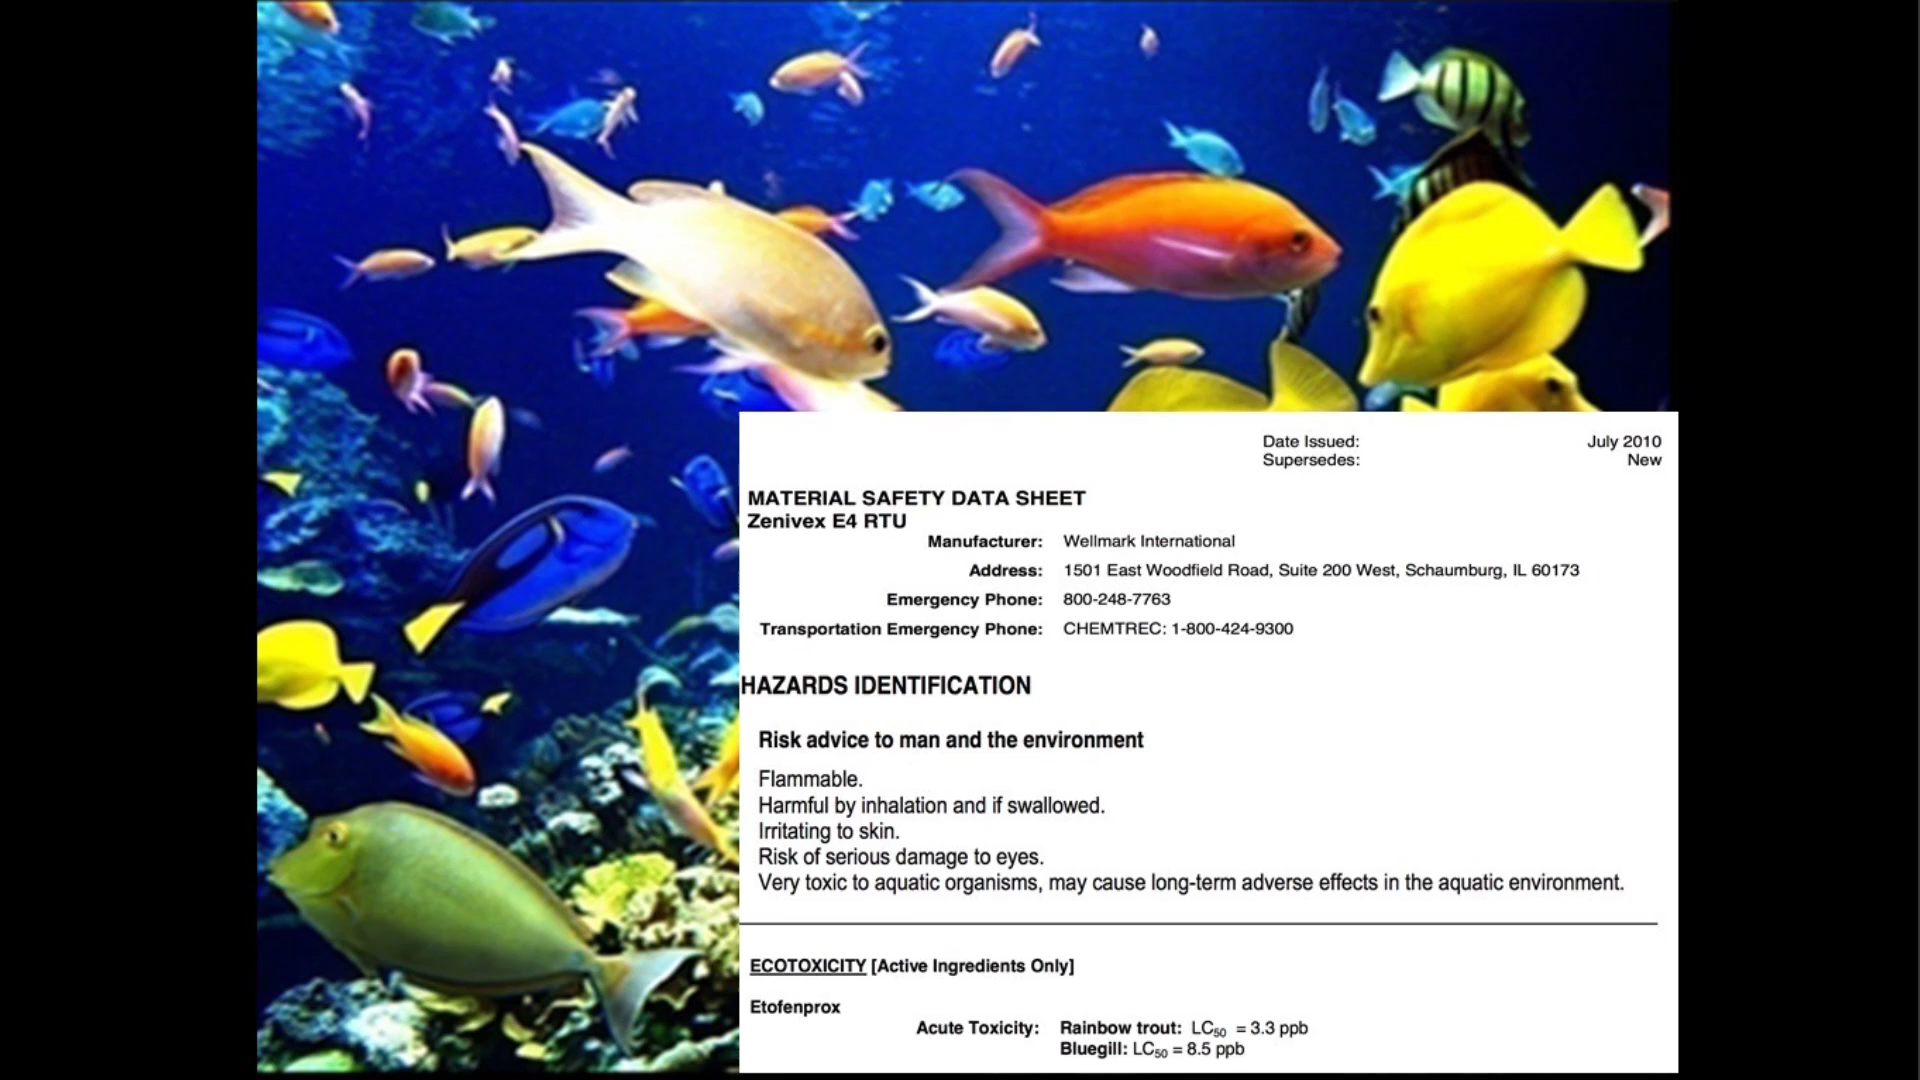 Date Issued: July 2010
Supersedes: New
MATERIAL SAFETY DATA SHEET
Zenivex E4 RTU
Manufacturer: Wellmark International
Address: 1501 East Woodfield Road, Suite 200 West, Schaumburg, IL 60173
Emergency Phone: 800-248-7763
Transportation Emergency Phone: CHEMTREC: 1-800-424-9300
HAZARDS IDENTIFICATION
Risk advice to man and the environment
Flammable.
Harmful by inhalation and if swallowed.
Irritating to skin.
Risk of serious damage to eyes.
Very toxic to aquatic organisms, may cause long-term adverse effects in the aquatic environment.
ECOTOXICITY [Active Ingredients Only]
Etofenprox
Acute Toxicity: Rainbow trout: LC50 = 3.3 ppb
Bluegill: LC50 = 8.5 ppb